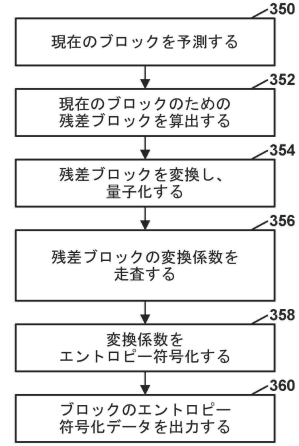 350
現在のブロックを予測する
352
現在のブロックのための
残差ブロックを算出する
354
残差ブロックを変換し、
量子化する
356
残差ブロックの変換係数を
走査する
358
変換係数を
エントロピー符号化する
360
ブロックのエントロピー
符号化データを出力する